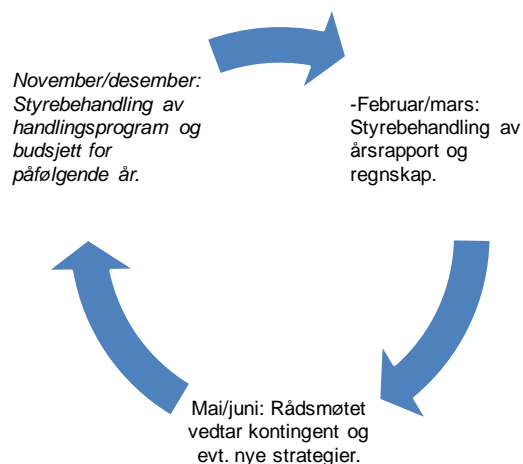 November/desember:
Styrebehandling av
handlingsprogram og
budsjett for
påfølgende år.
-Februar/mars:
Styrebehandling av
årsrapport og
regnskap.
Mai/juni: Rådsmøtet
vedtar kontingent og
evt. nye strategier.